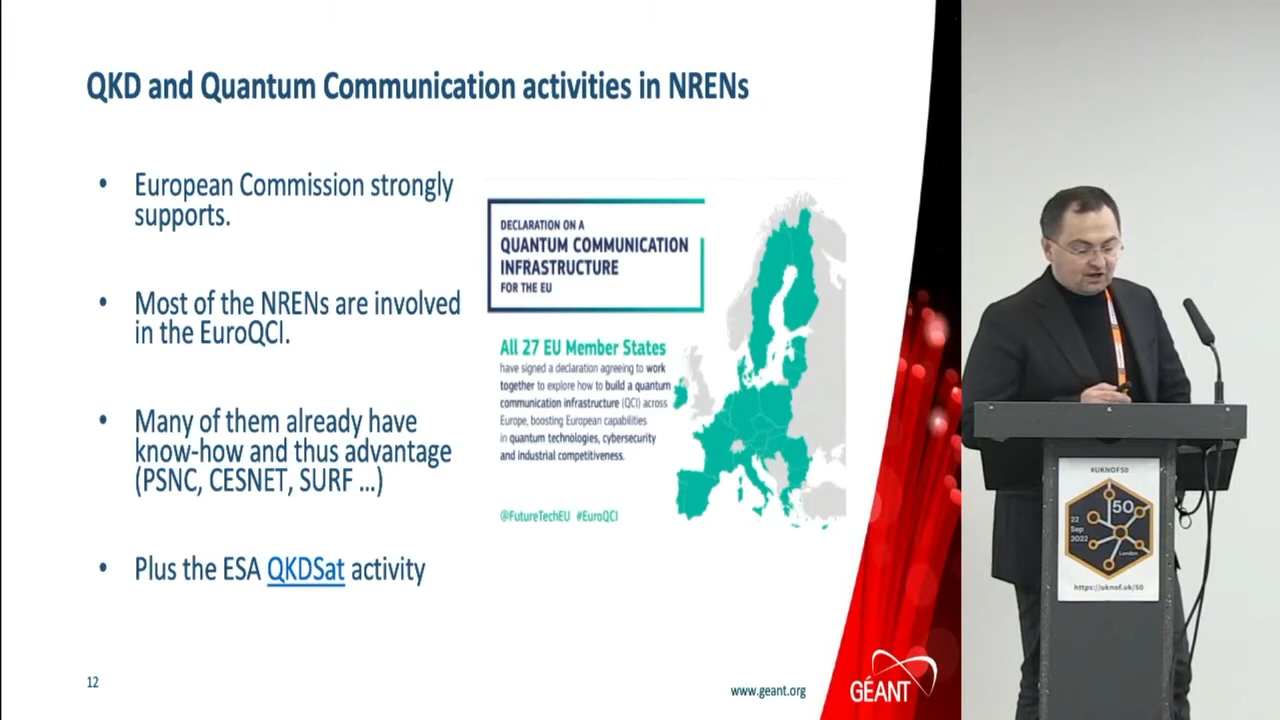 QKD and Quantum Communication activities in NRENs
• European Commission strongly
supports.
• Most of the NRENs are involved
in the EuroQCI.
• Many of them already have
know-how and thus advantage
(PSNC, CESNET, SURF ...)
• Plus the ESA QKDSat activity
DECLARATION ON A
QUANTUM COMMUNICATION
INFRASTRUCTURE
FOR THE EU
All 27 EU Member States
have signed a declaration agreeing to work
together to explore how to build a quantum
communication infrastructure (QCI) across
Europe, boosting European capabilities
in quantum technologies, cybersecurity
and industrial competitiveness.
@FutureTechEU #EuroQCI
12
www.geant.org
GÉANT
#UKNOF50
50
22
Sep
2022
London
https://uknof.uk/50